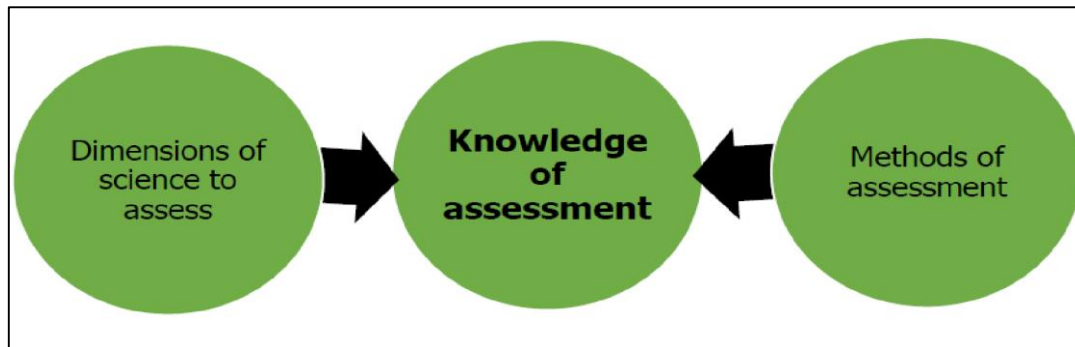 Dimensions of
science to
assess
Knowledge
of
assessment
Methods of
assessment